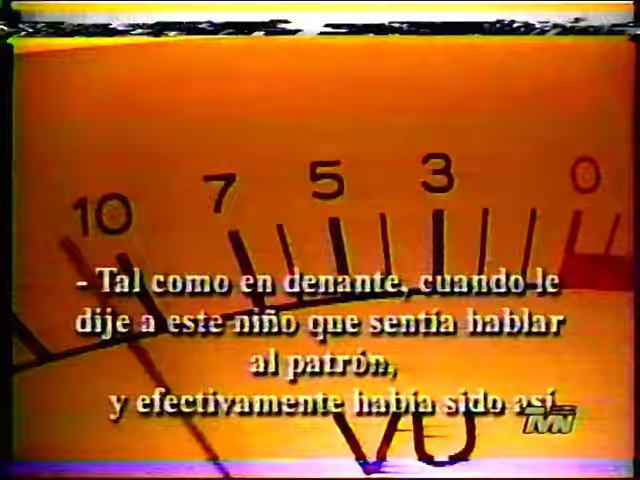 10 7 5 3 0
- Tal como en denante, cuando le
dije a este niño que sentía hablar
al patrón,
y efectivamente había sido así
VU
TVN